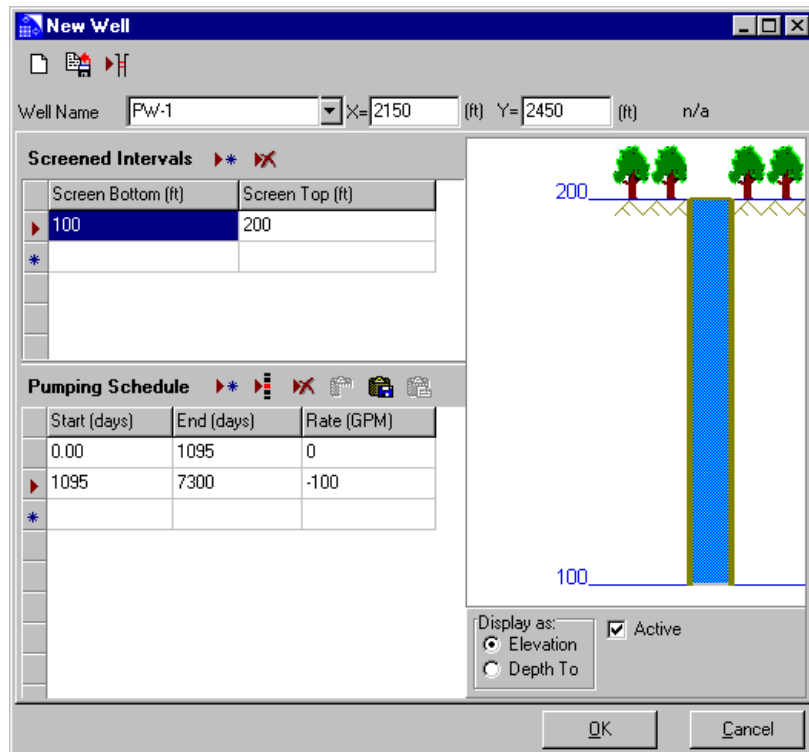 New Well
Well Name PW-1 X= 2150 (ft) Y= 2450 (ft) n/a
Screened Intervals
Screen Bottom (ft) Screen Top (ft)
100 200
200
100
Pumping Schedule
Start (days) End (days) Rate (GPM)
0.00 1095 0
1095 7300 -100
Display as:
Elevation
Depth To
Active
OK Cancel